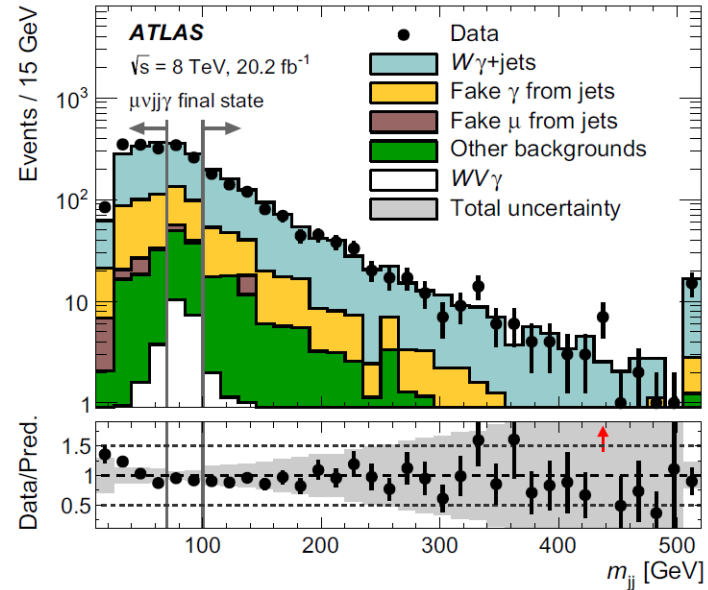 ATLAS
√s = 8 TeV, 20.2 fb⁻¹
μνjjγ final state
Data
Wγ+jets
Fake γ from jets
Fake μ from jets
Other backgrounds
WVγ
Total uncertainty
Events / 15 GeV
10³
10²
10
1
Data/Pred.
1.5
1
0.5
100 200 300 400 500
m_jj [GeV]